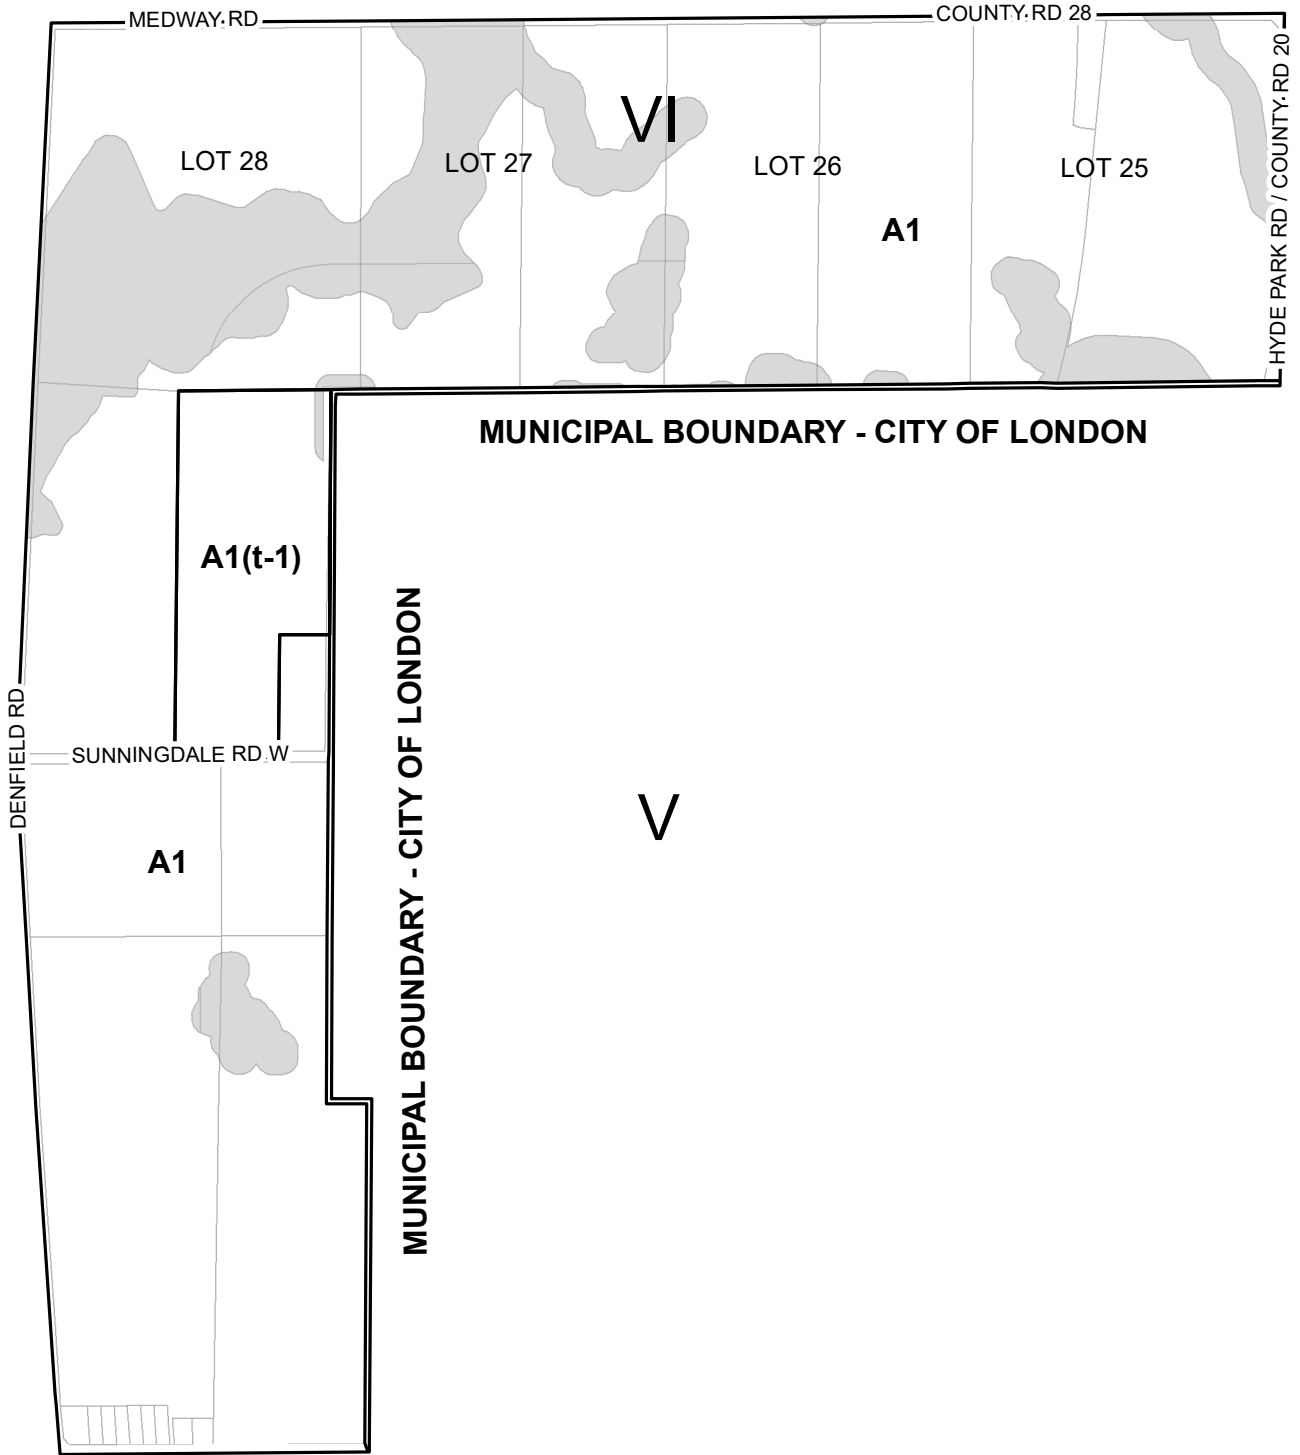 MEDWAY RD
COUNTY RD 28
HYDE PARK RD / COUNTY RD 20
VI
LOT 28
LOT 27
LOT 26
LOT 25
A1
MUNICIPAL BOUNDARY - CITY OF LONDON
A1(t-1)
MUNICIPAL BOUNDARY - CITY OF LONDON
DENFIELD RD
SUNNINGDALE RD W
V
A1